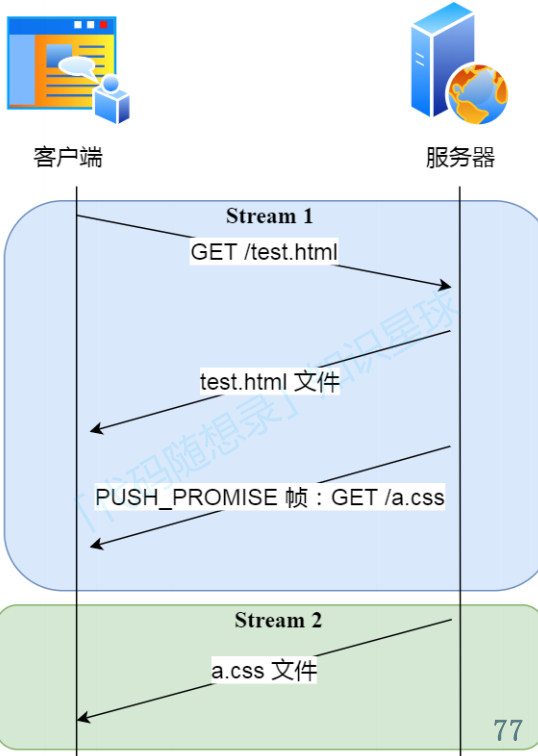 客户端
服务器
Stream 1
GET /test.html
test.html 文件
PUSH_PROMISE 帧：GET /a.css
「代码随想录」知识星球
Stream 2
a.css 文件
77